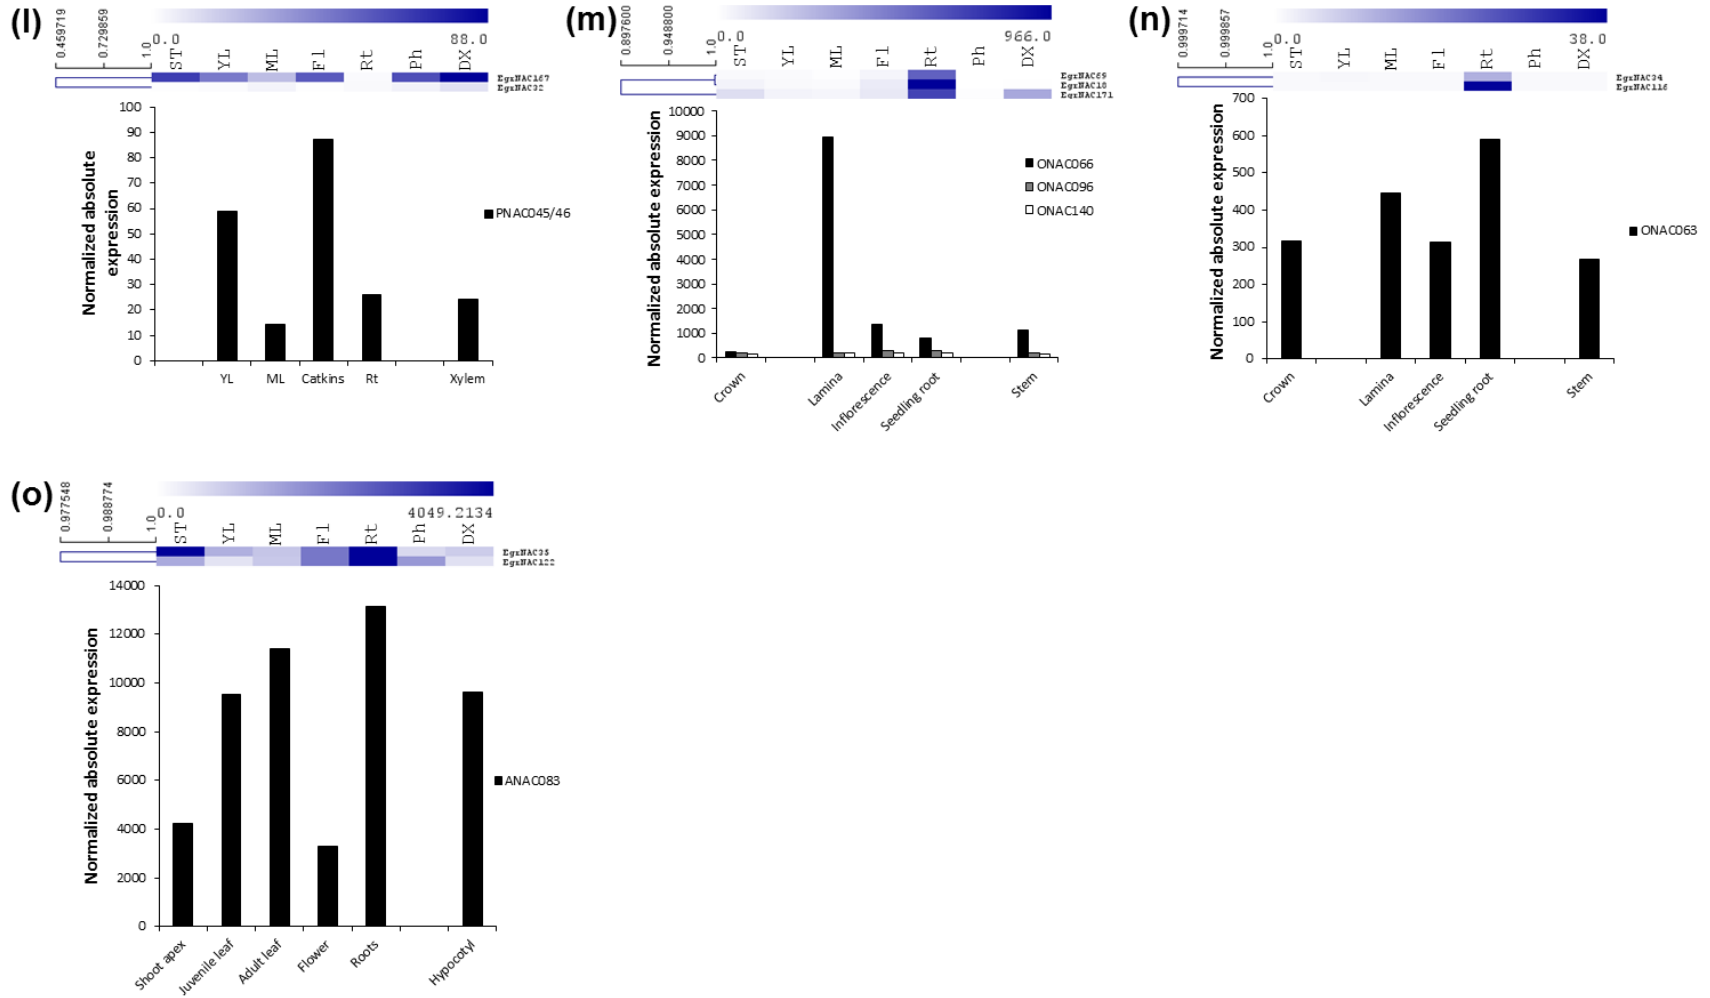 (l)
0.459719
0.729859
1.0
0.0
88.0
ST
YL
ML
Fl
Rt
Ph
DX
EgrNAC167
EgrNAC32
Normalized absolute
expression
100
90
80
70
60
50
40
30
20
10
0
YL
ML
Catkins
Rt
Xylem
PNAC045/46
(m)
0.897600
0.948800
1.0
0.0
966.0
ST
YL
ML
Fl
Rt
Ph
DX
EgrNAC69
EgrNAC18
EgrNAC171
Normalized absolute expression
10000
9000
8000
7000
6000
5000
4000
3000
2000
1000
0
Crown
Lamina
Inflorescence
Seedling root
Stem
ONAC066
ONAC096
ONAC140
(n)
0.999714
0.999857
1.0
0.0
38.0
ST
YL
ML
Fl
Rt
Ph
DX
EgrNAC34
EgrNAC116
Normalized absolute expression
700
600
500
400
300
200
100
0
Crown
Lamina
Inflorescence
Seedling root
Stem
ONAC063
(o)
0.977548
0.988774
1.0
0.0
4049.2134
ST
YL
ML
Fl
Rt
Ph
DX
EgrNAC35
EgrNAC122
Normalized absolute expression
14000
12000
10000
8000
6000
4000
2000
0
Shoot apex
Juvenile leaf
Adult leaf
Flower
Roots
Hypocotyl
ANAC083